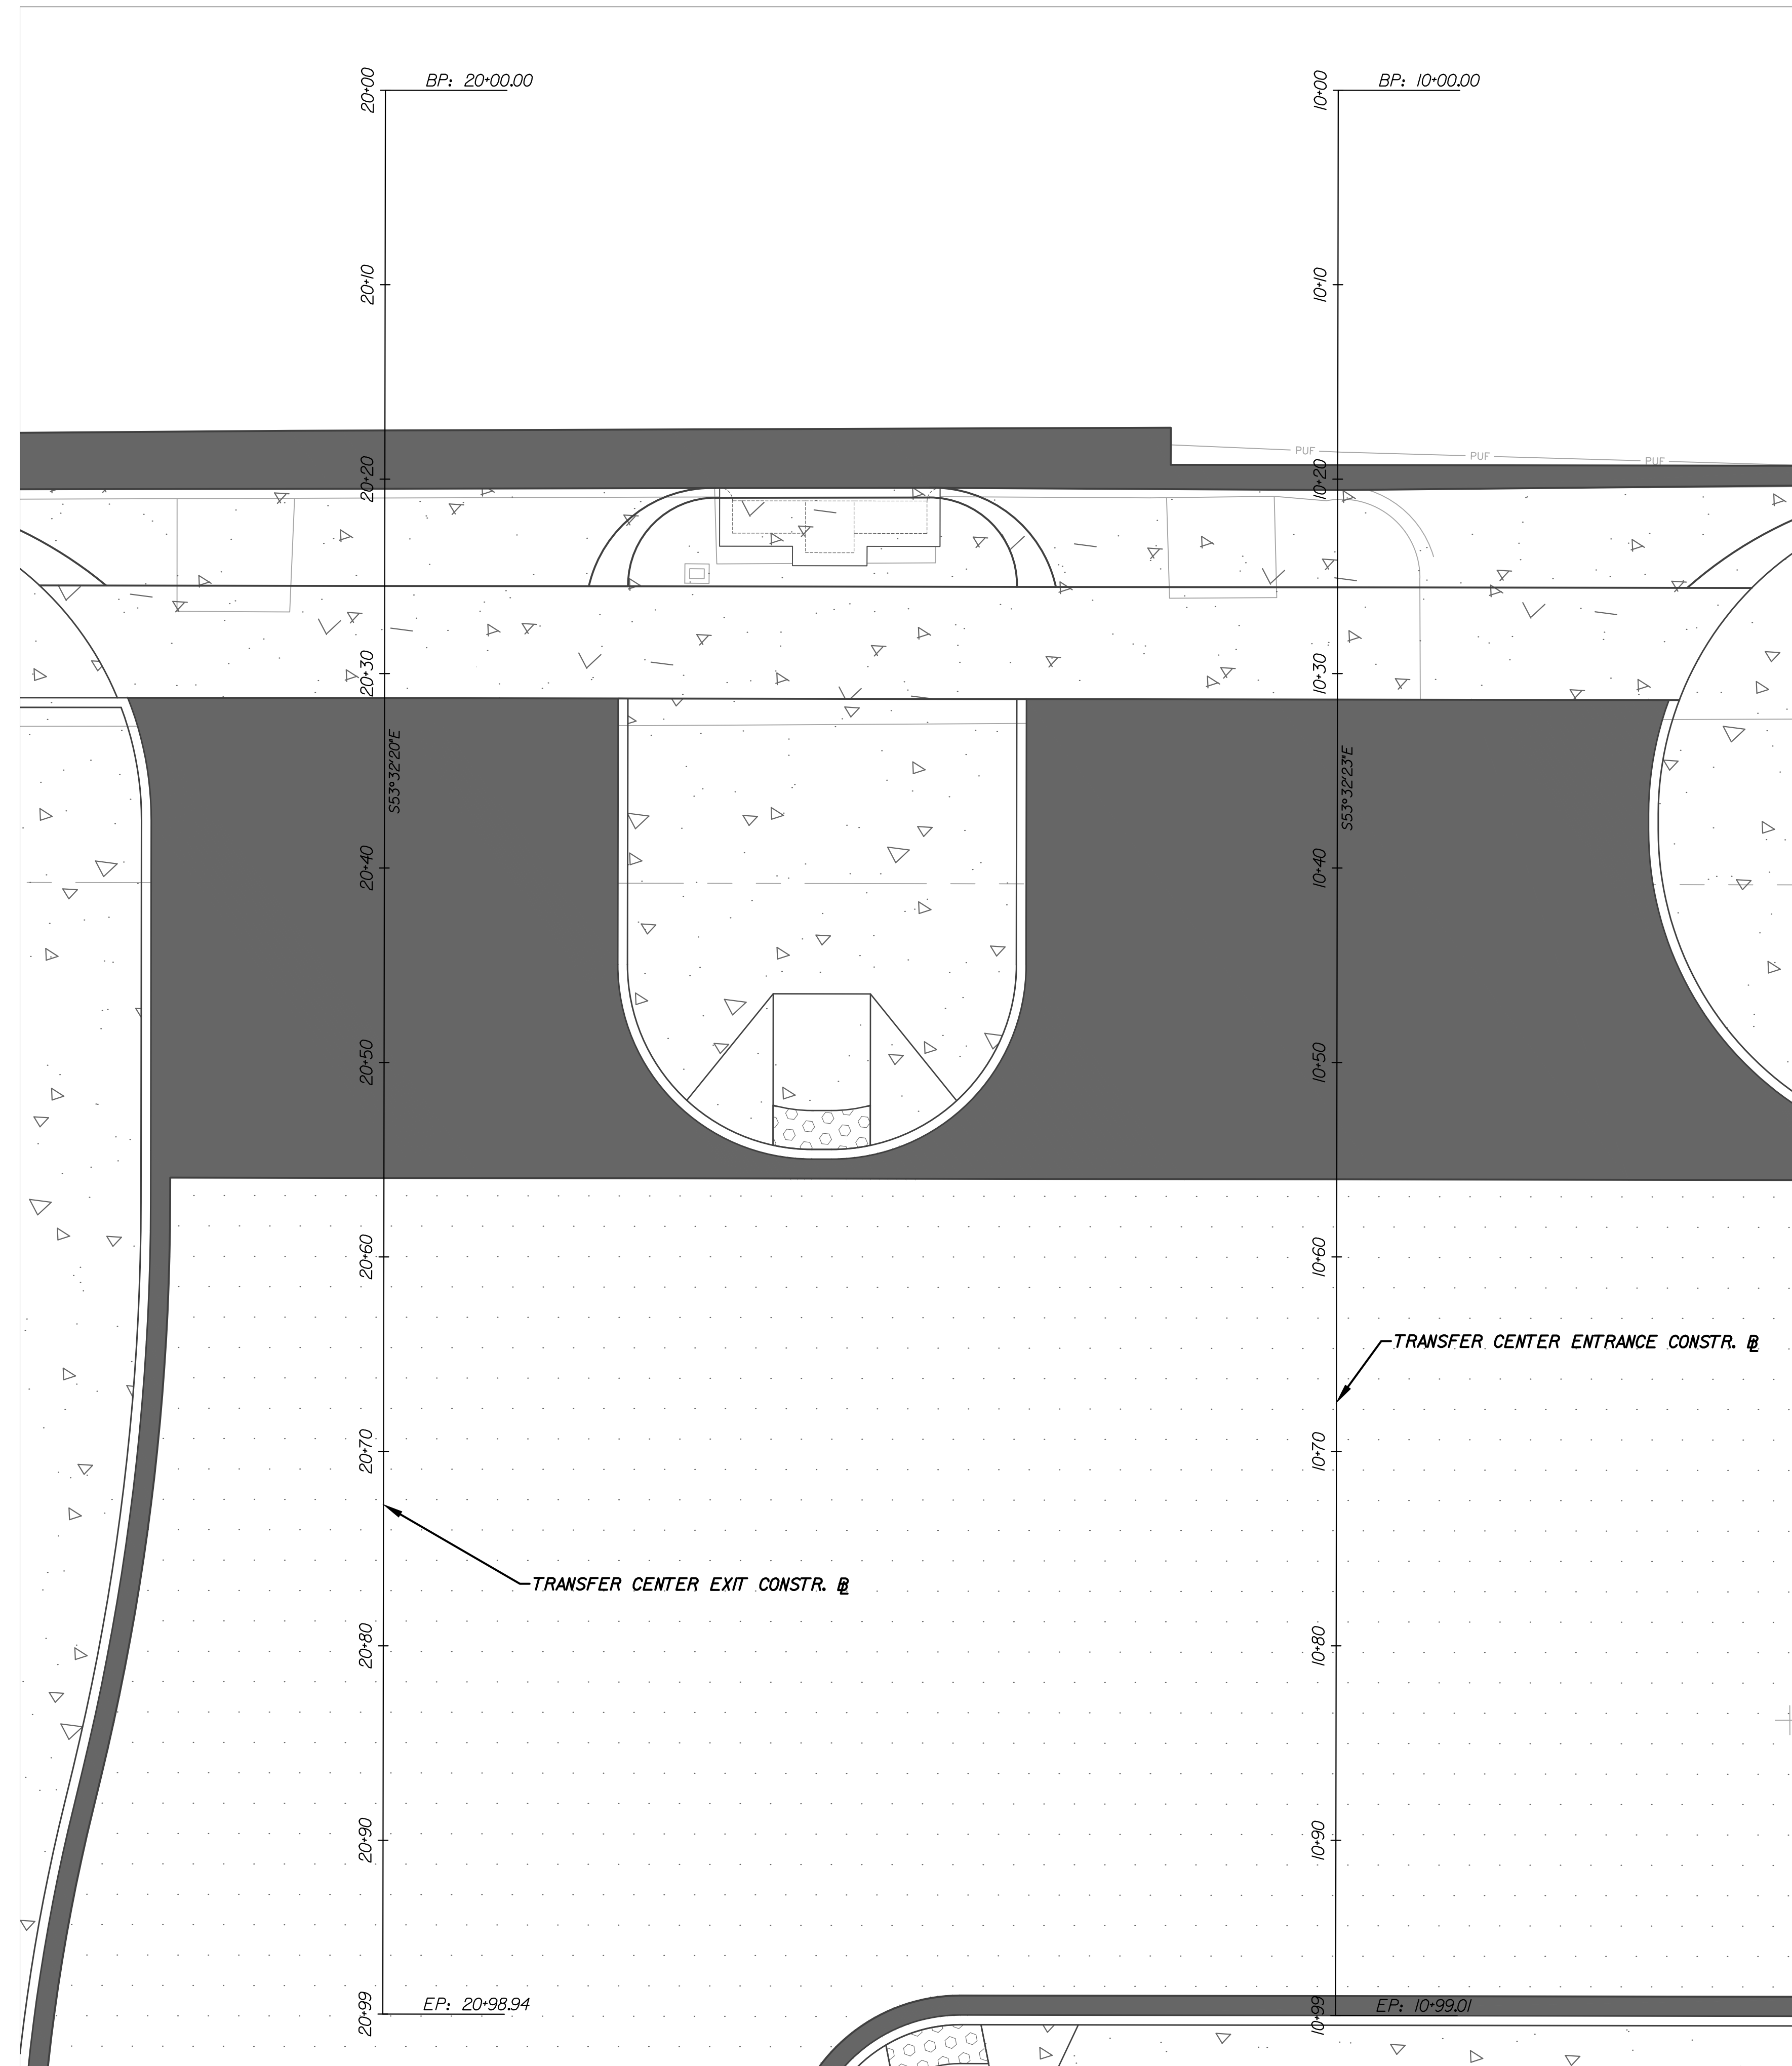 BP: 20+00.00
BP: 10+00.00
20+00
10+00
20+10
10+10
PUF
PUF
PUF
20+20
10+20
20+30
10+30
S53°32'20"E
S53°32'23"E
20+40
10+40
20+50
10+50
20+60
10+60
TRANSFER CENTER ENTRANCE CONSTR. BL
20+70
10+70
TRANSFER CENTER EXIT CONSTR. BL
20+80
10+80
20+90
10+90
EP: 20+98.94
EP: 10+99.01
20+99
10+99